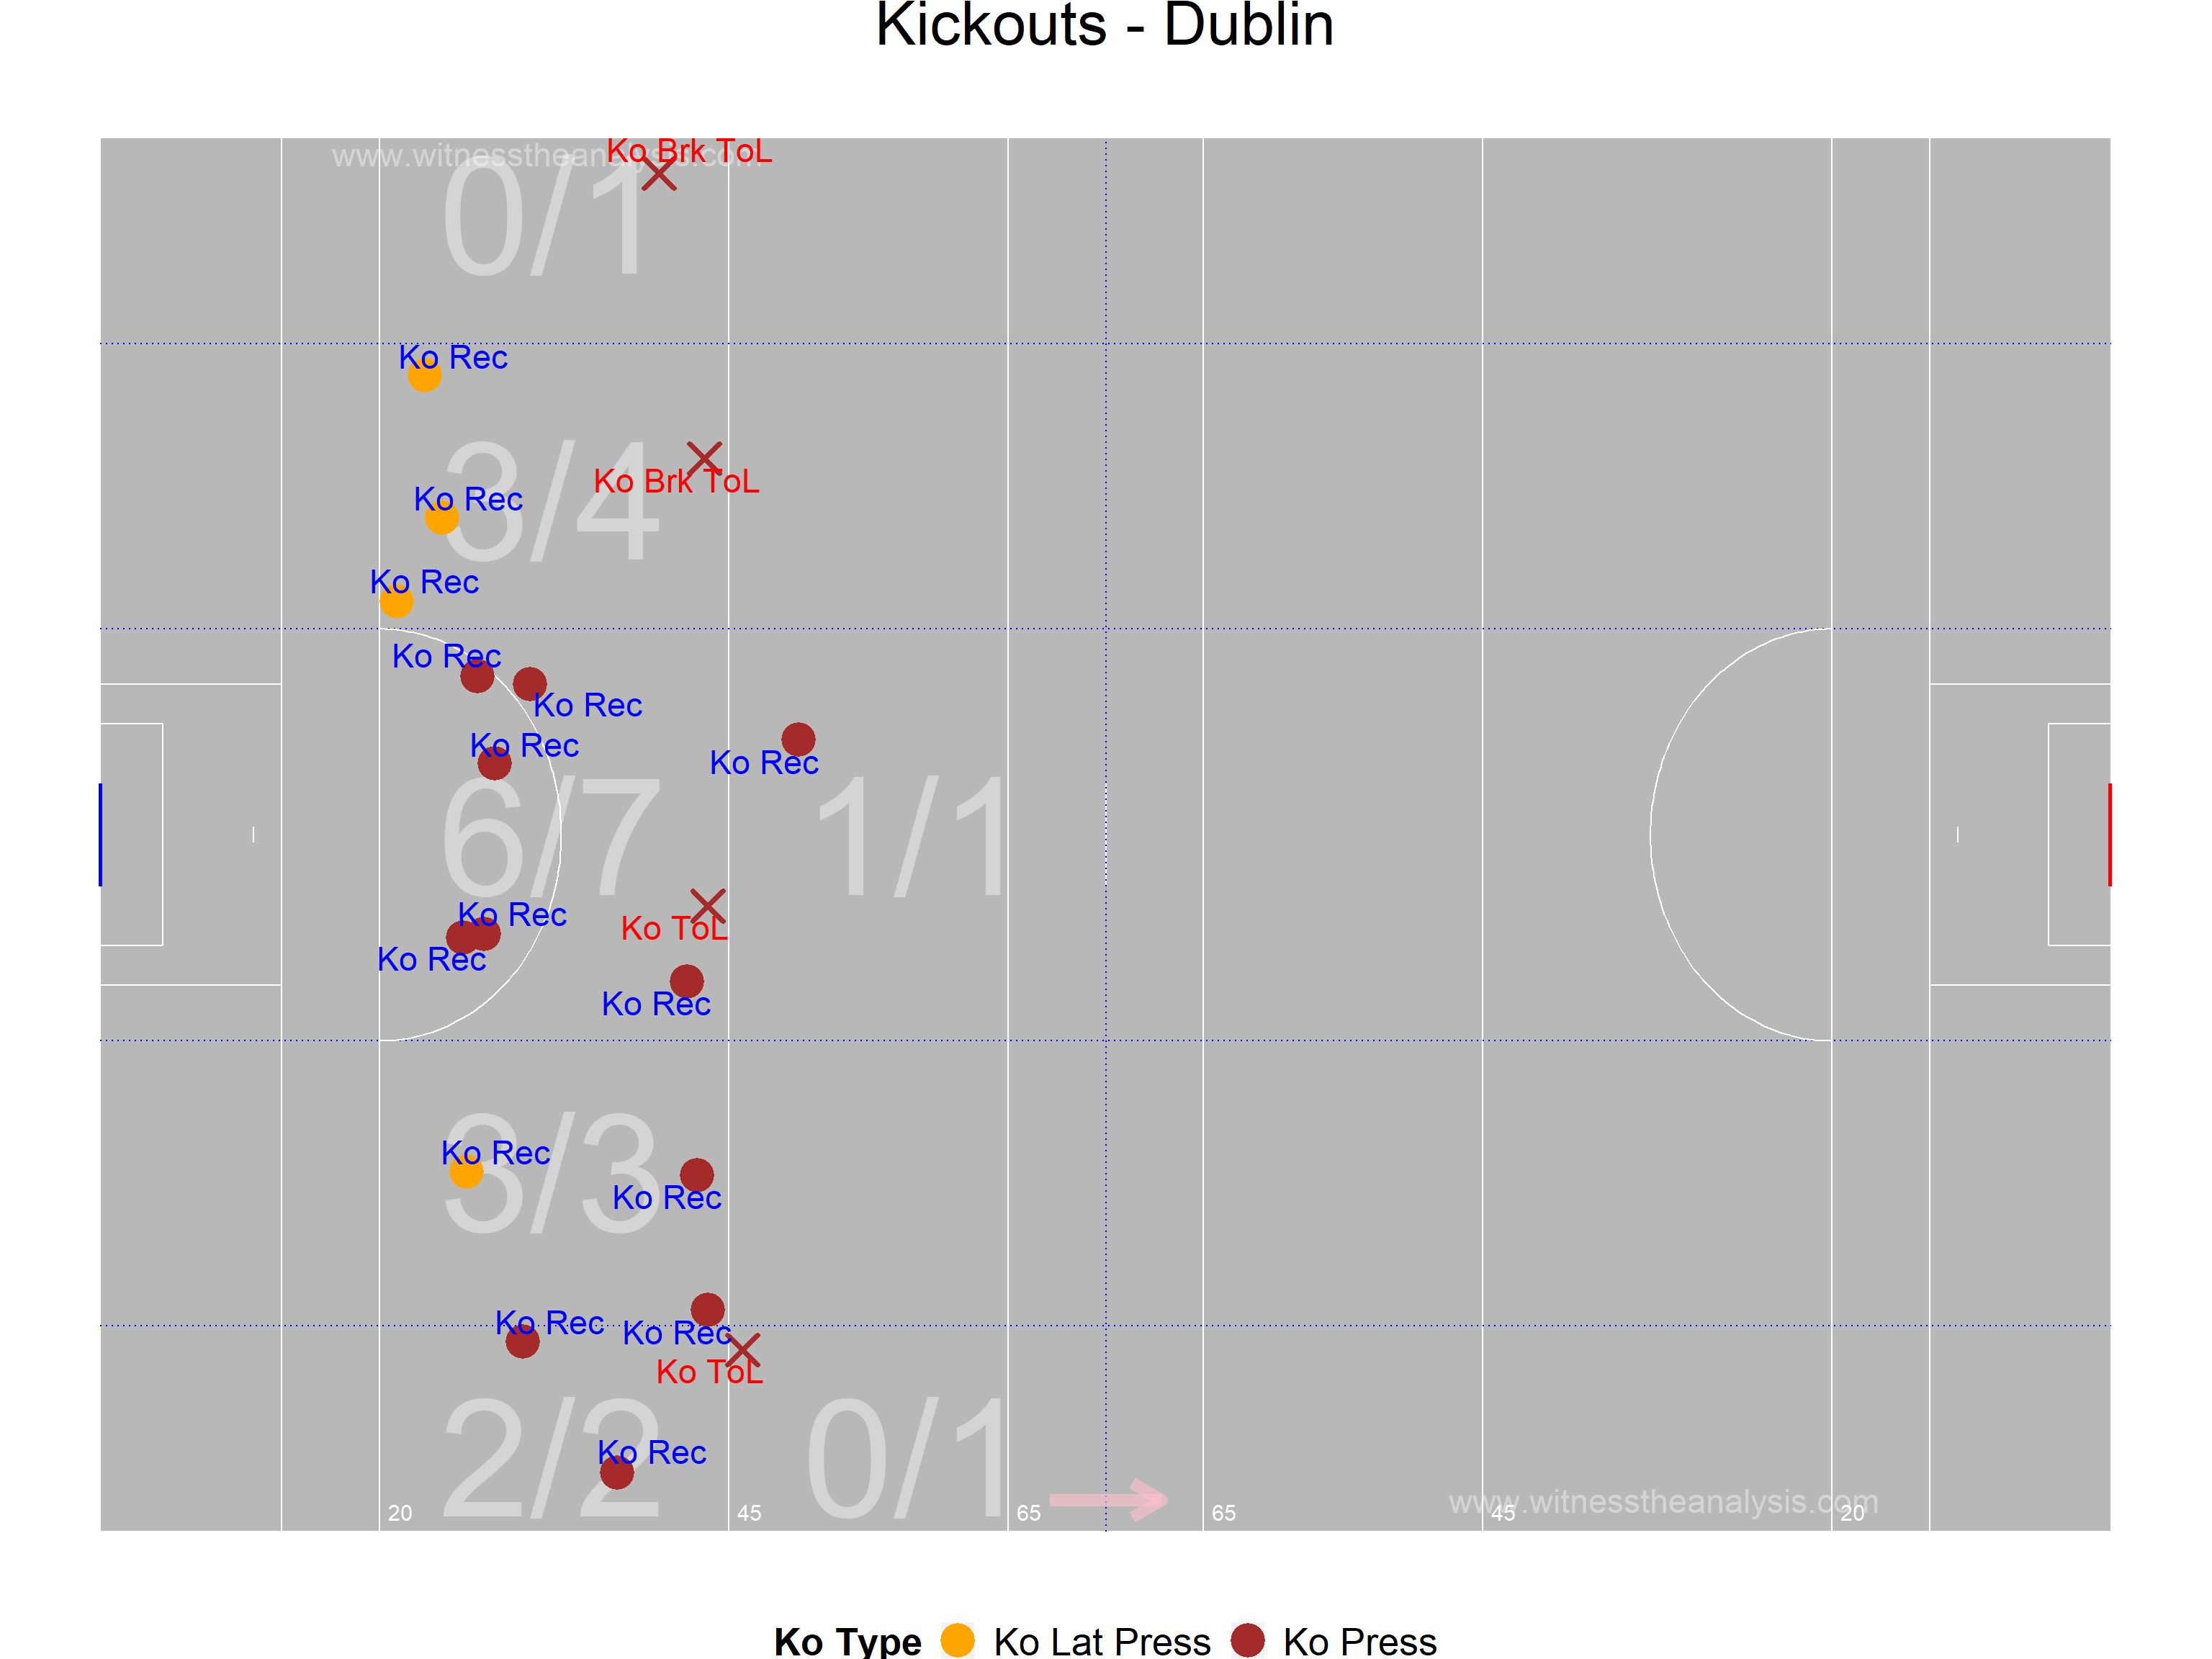 Kickouts - Dublin
Ko Brk ToL
www.witnesstheanalysis.com
0/1
Ko Rec
Ko Brk ToL
Ko Rec
3/4
Ko Rec
Ko Rec
Ko Rec
Ko Rec
Ko Rec
6/7
1/1
Ko Rec
Ko ToL
Ko Rec
Ko Rec
Ko Rec
3/3
Ko Rec
Ko Rec
Ko Rec
Ko ToL
2/2
0/1
Ko Rec
www.witnesstheanalysis.com
20
45
65
65
45
20
Ko Type Ko Lat Press Ko Press